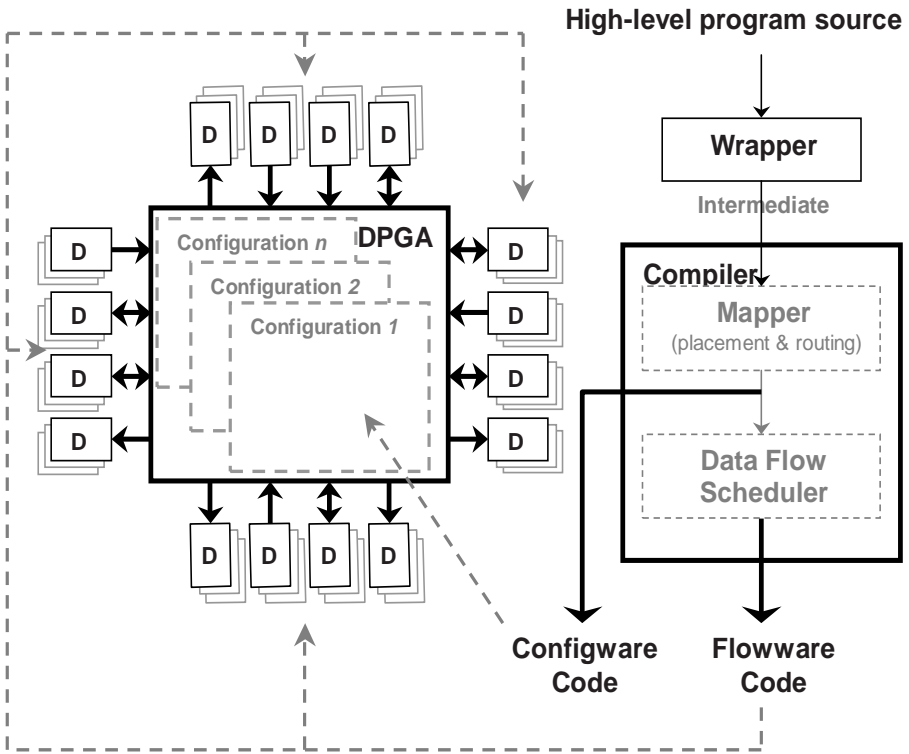 High-level program source
D D D D
Wrapper
Intermediate
D
Configuration n
DPGA
D
Compiler
D
Configuration 2
D
Mapper
(placement & routing)
Configuration 1
D
D
D
D
Data Flow
Scheduler
D D D D
Configware
Code
Flowware
Code